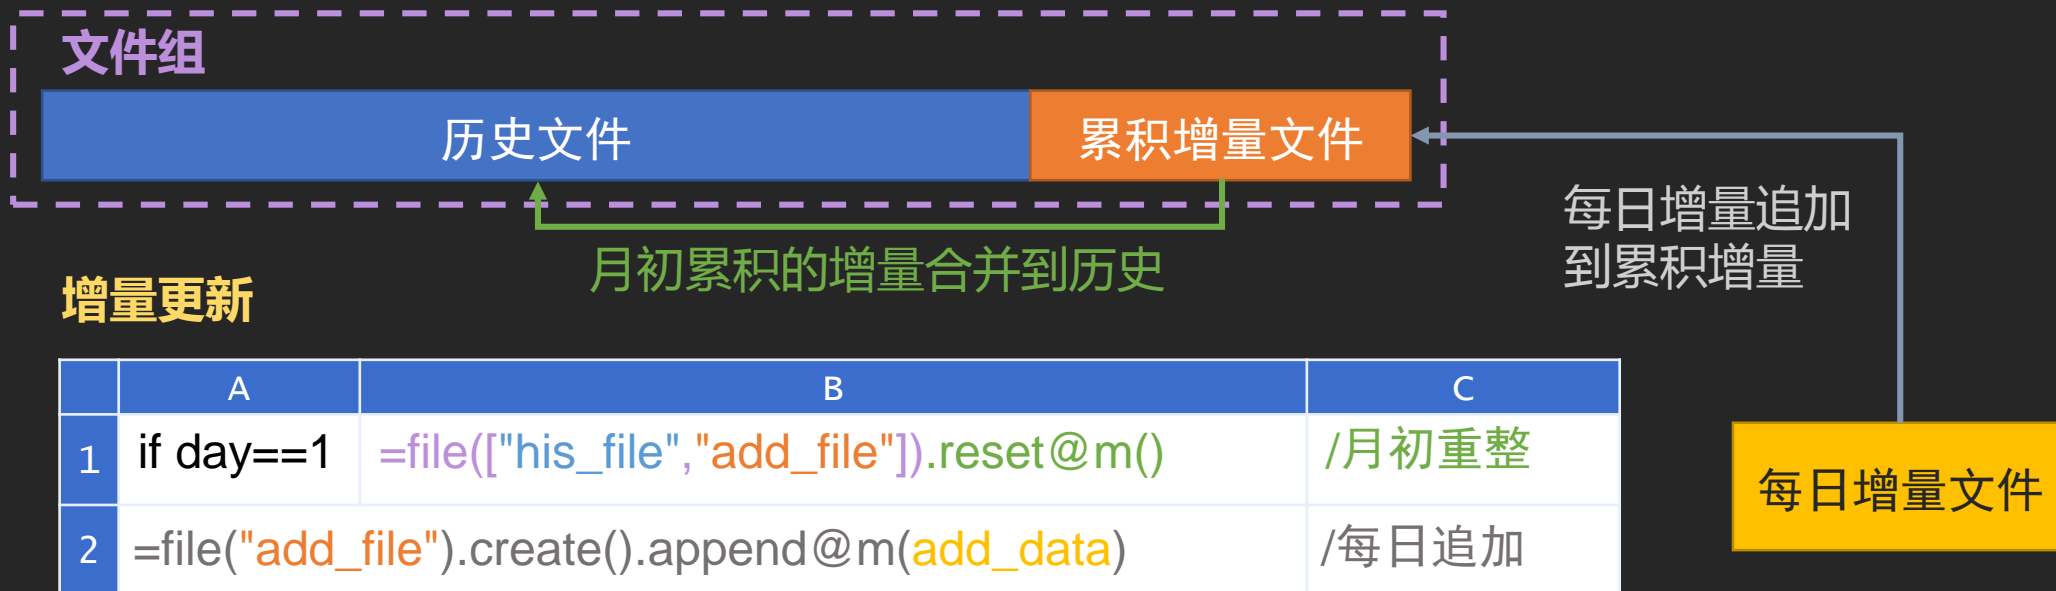 文件组
历史文件
累积增量文件
每日增量追加
到累积增量
月初累积的增量合并到历史
增量更新
A B C
1 if day==1 =file(["his_file","add_file"]).reset@m() /月初重整
2 =file("add_file").create().append@m(add_data) /每日追加
每日增量文件